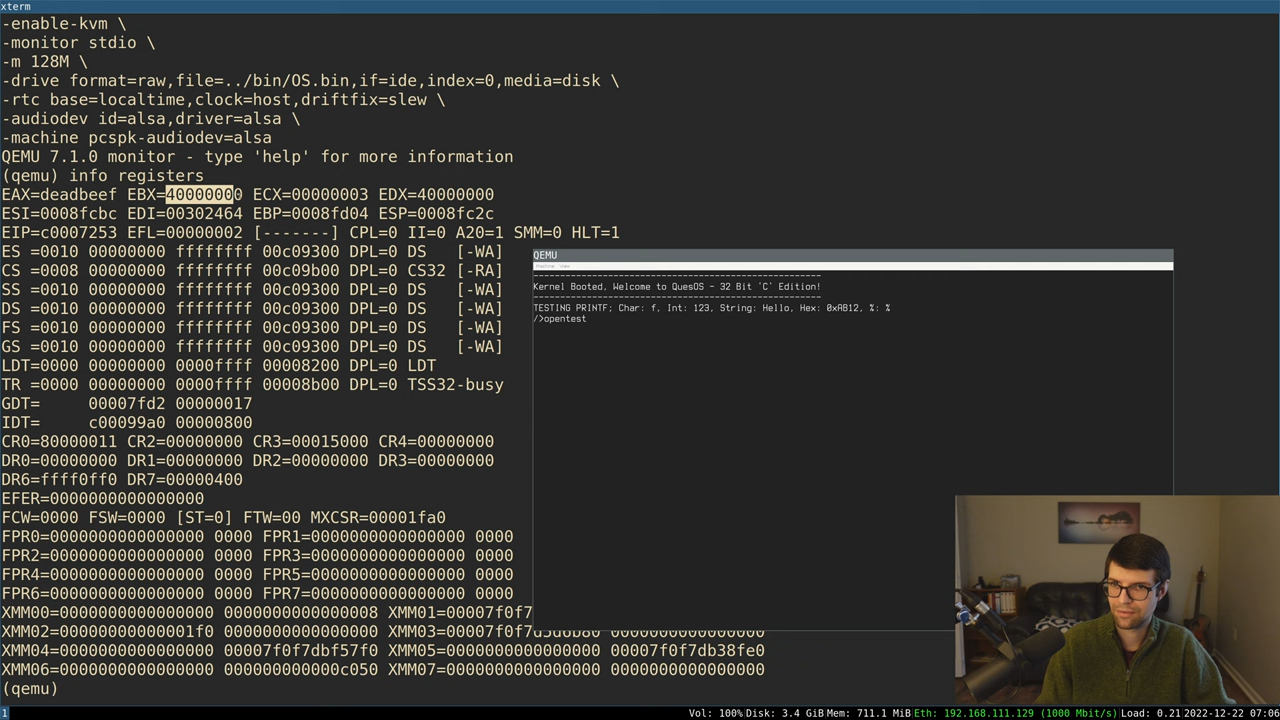 xterm
-enable-kvm \
-monitor stdio \
-m 128M \
-drive format=raw,file=../bin/OS.bin,if=ide,index=0,media=disk \
-rtc base=localtime,clock=host,driftfix=slew \
-audiodev id=alsa,driver=alsa \
-machine pcspk-audiodev=alsa
QEMU 7.1.0 monitor - type 'help' for more information
(qemu) info registers
EAX=deadbeef EBX=40000000 ECX=00000003 EDX=40000000
ESI=0008fcbc EDI=00302464 EBP=0008fd04 ESP=0008fc2c
EIP=c0007253 EFL=00000002 [-------] CPL=0 II=0 A20=1 SMM=0 HLT=1
ES =0010 00000000 ffffffff 00c09300 DPL=0 DS   [-WA]
CS =0008 00000000 ffffffff 00c09b00 DPL=0 CS32 [-RA]
SS =0010 00000000 ffffffff 00c09300 DPL=0 DS   [-WA]
DS =0010 00000000 ffffffff 00c09300 DPL=0 DS   [-WA]
FS =0010 00000000 ffffffff 00c09300 DPL=0 DS   [-WA]
GS =0010 00000000 ffffffff 00c09300 DPL=0 DS   [-WA]
LDT=0000 00000000 0000ffff 00008200 DPL=0 LDT
TR =0000 00000000 0000ffff 00008b00 DPL=0 TSS32-busy
GDT=     00007fd2 00000017
IDT=     c00099a0 00000800
CR0=80000011 CR2=00000000 CR3=00015000 CR4=00000000
DR0=00000000 DR1=00000000 DR2=00000000 DR3=00000000
DR6=ffff0ff0 DR7=00000400
EFER=0000000000000000
FCW=0000 FSW=0000 [ST=0] FTW=00 MXCSR=00001fa0
FPR0=0000000000000000 0000 FPR1=0000000000000000 0000
FPR2=0000000000000000 0000 FPR3=0000000000000000 0000
FPR4=0000000000000000 0000 FPR5=0000000000000000 0000
FPR6=0000000000000000 0000 FPR7=0000000000000000 0000
XMM00=0000000000000000 0000000000000008 XMM01=00007f0f7
XMM02=00000000000001f0 0000000000000000 XMM03= 0000000000000000
XMM04=0000000000000000 00007f0f7dbf57f0 XMM05=0000000000000000 00007f0f7db38fe0
XMM06=0000000000000000 000000000000c050 XMM07=0000000000000000 0000000000000000
(qemu)
QEMU
Machine View
------------------------------------------------------
Kernel Booted, Welcome to QuesOS - 32 Bit 'C' Edition!
------------------------------------------------------
TESTING PRINTF; Char: f, Int: 123, String: Hello, Hex: 0xAB12, %: %
/>opentest
1
Vol: 100% Disk: 3.4 GiB Mem: 711.1 MiB Eth: 192.168.111.129 (1000 Mbit/s) Load: 0.21 2022-12-22 07:06